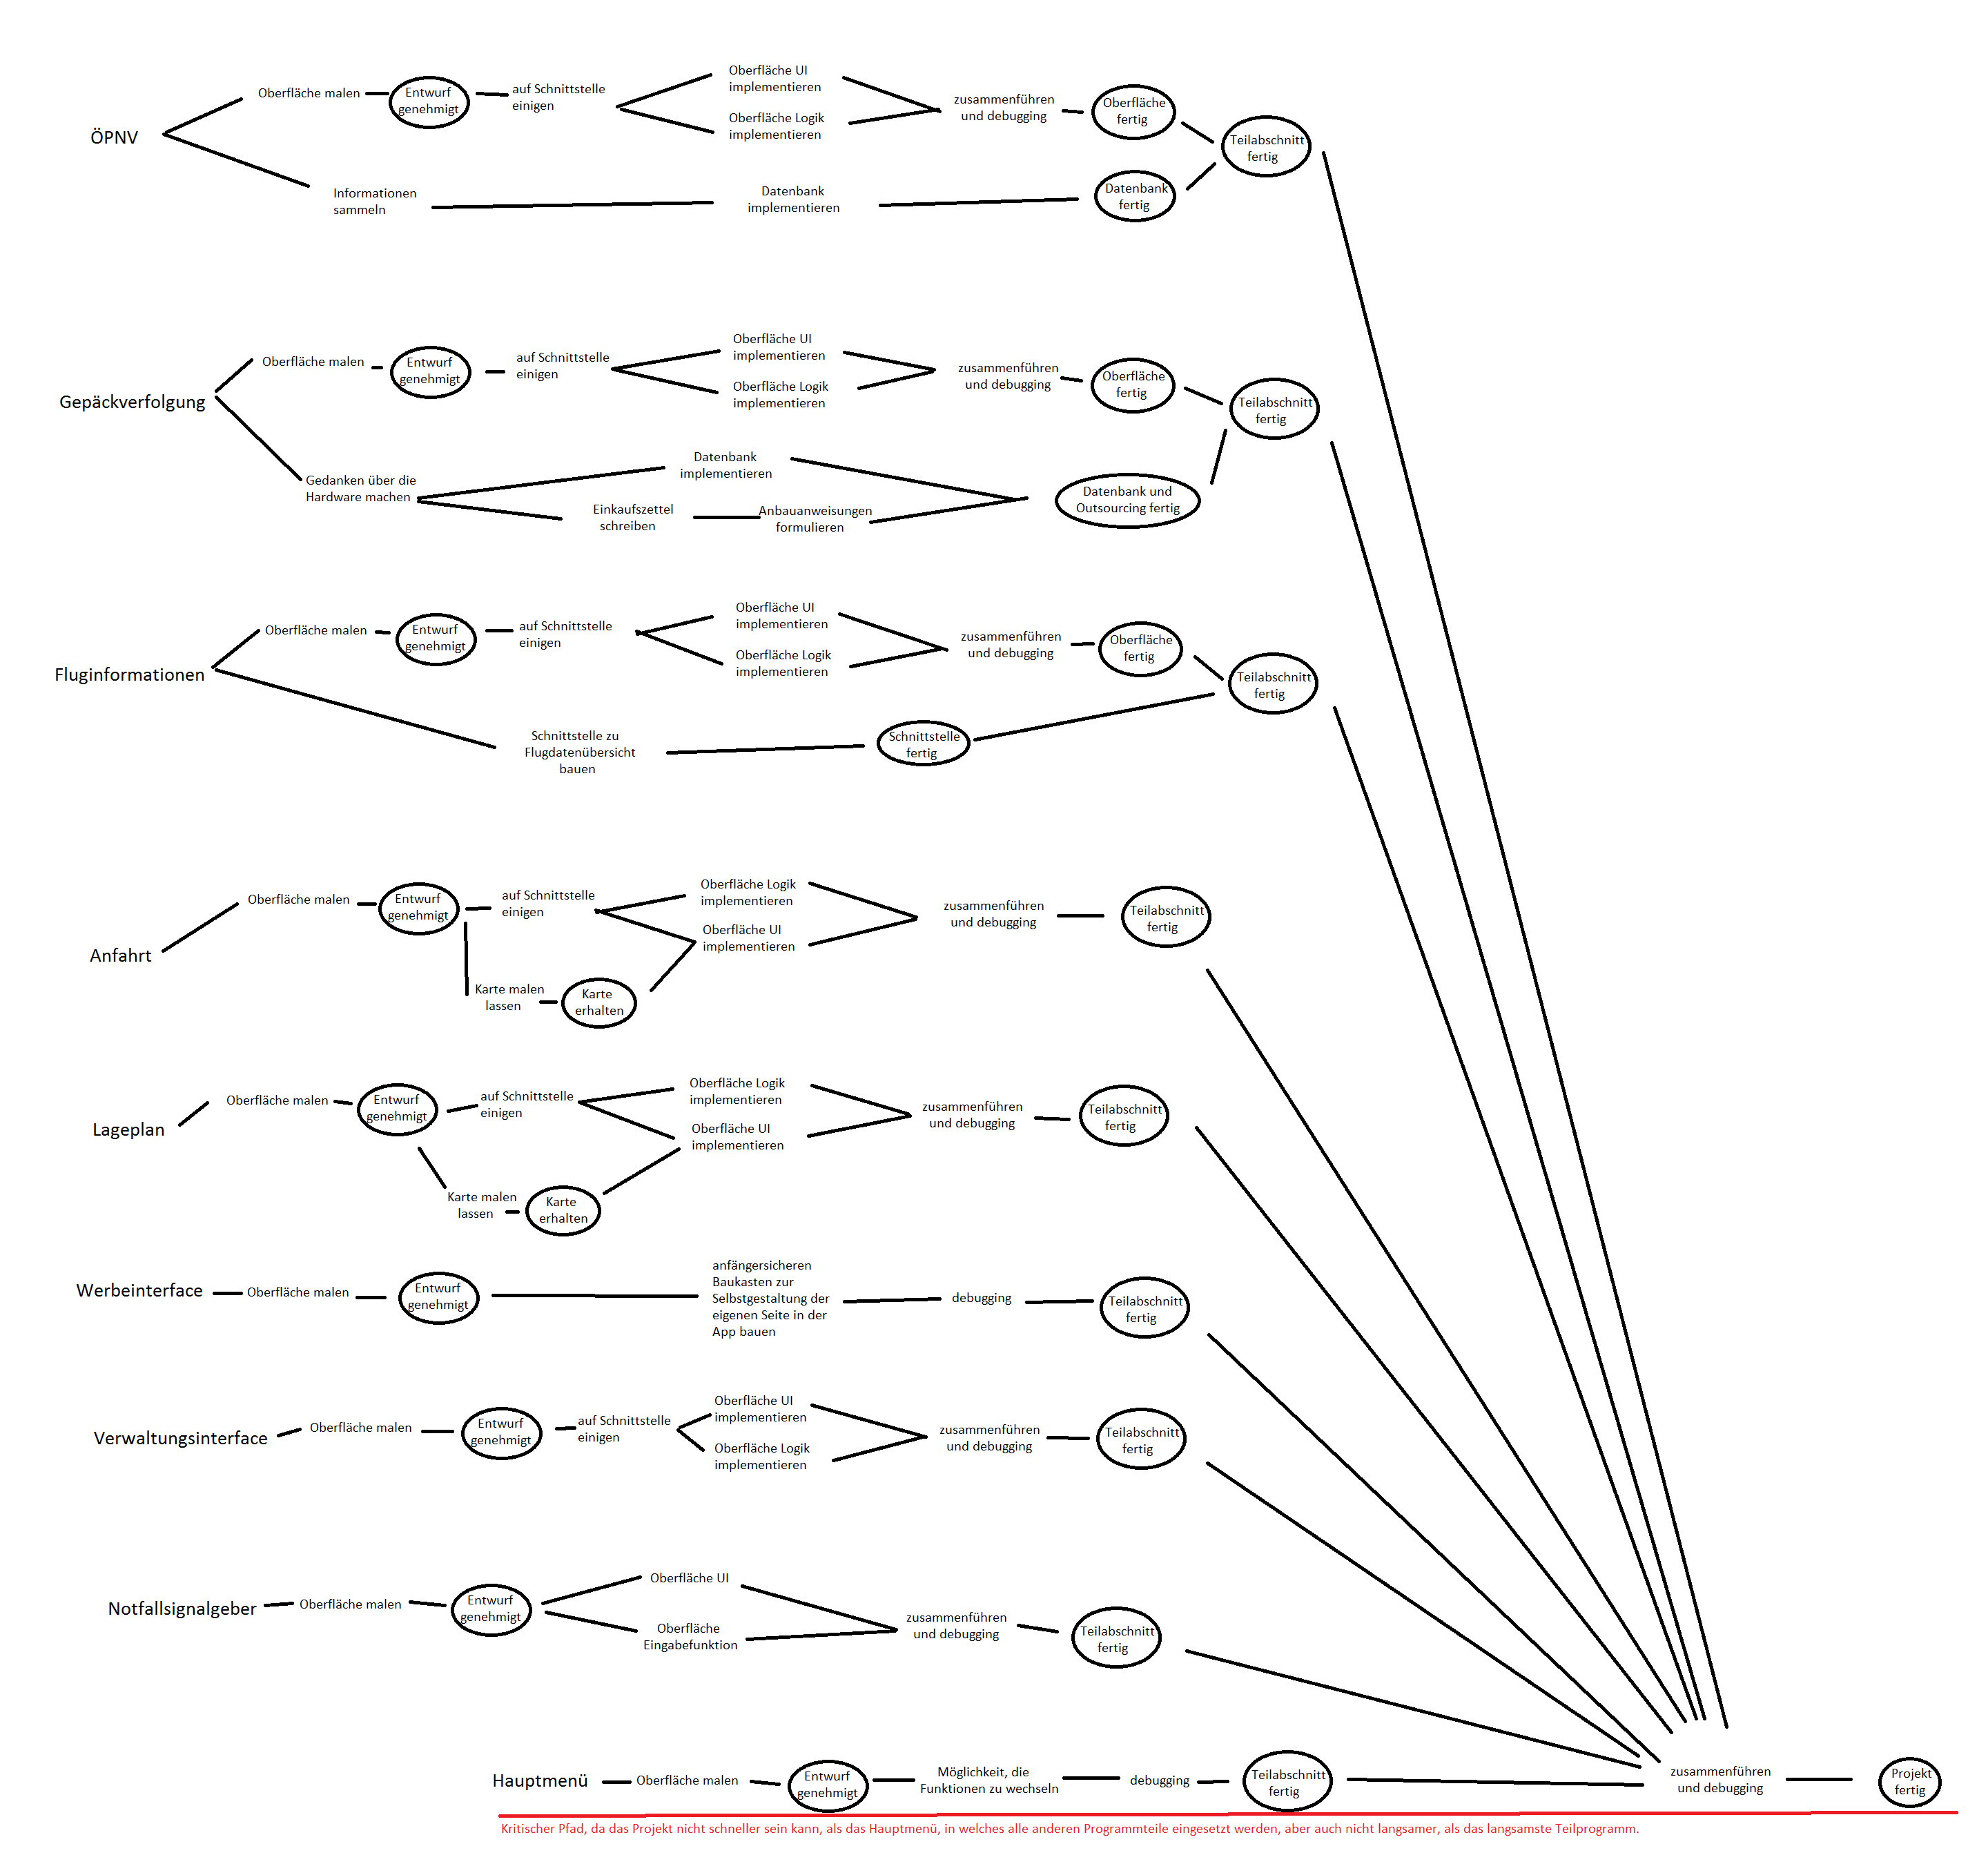 ÖPNV
Oberfläche malen
Entwurf
genehmigt
auf Schnittstelle
einigen
Oberfläche UI
implementieren
Oberfläche Logik
implementieren
zusammenführen
und debugging
Oberfläche
fertig
Teilabschnitt
fertig
Informationen
sammeln
Datenbank
implementieren
Datenbank
fertig
Gepäckverfolgung
Oberfläche malen
Entwurf
genehmigt
auf Schnittstelle
einigen
Oberfläche UI
implementieren
Oberfläche Logik
implementieren
zusammenführen
und debugging
Oberfläche
fertig
Teilabschnitt
fertig
Gedanken über die
Hardware machen
Datenbank
implementieren
Einkaufszettel
schreiben
Anbauanweisungen
formulieren
Datenbank und
Outsourcing fertig
Fluginformationen
Oberfläche malen
Entwurf
genehmigt
auf Schnittstelle
einigen
Oberfläche UI
implementieren
Oberfläche Logik
implementieren
zusammenführen
und debugging
Oberfläche
fertig
Teilabschnitt
fertig
Schnittstelle zu
Flugdatenübersicht
bauen
Schnittstelle
fertig
Anfahrt
Oberfläche malen
Entwurf
genehmigt
auf Schnittstelle
einigen
Oberfläche Logik
implementieren
Oberfläche UI
implementieren
zusammenführen
und debugging
Teilabschnitt
fertig
Karte malen
lassen
Karte
erhalten
Lageplan
Oberfläche malen
Entwurf
genehmigt
auf Schnittstelle
einigen
Oberfläche Logik
implementieren
Oberfläche UI
implementieren
zusammenführen
und debugging
Teilabschnitt
fertig
Karte malen
lassen
Karte
erhalten
Werbeinterface
Oberfläche malen
Entwurf
genehmigt
anfängersicheren
Baukasten zur
Selbstgestaltung der
eigenen Seite in der
App bauen
debugging
Teilabschnitt
fertig
Verwaltungsinterface
Oberfläche malen
Entwurf
genehmigt
auf Schnittstelle
einigen
Oberfläche UI
implementieren
Oberfläche Logik
implementieren
zusammenführen
und debugging
Teilabschnitt
fertig
Notfallsignalgeber
Oberfläche malen
Entwurf
genehmigt
Oberfläche UI
Oberfläche
Eingabefunktion
zusammenführen
und debugging
Teilabschnitt
fertig
Hauptmenü
Oberfläche malen
Entwurf
genehmigt
Möglichkeit, die
Funktionen zu wechseln
debugging
Teilabschnitt
fertig
zusammenführen
und debugging
Projekt
fertig
Kritischer Pfad, da das Projekt nicht schneller sein kann, als das Hauptmenü, in welches alle anderen Programmteile eingesetzt werden, aber auch nicht langsamer, als das langsamste Teilprogramm.